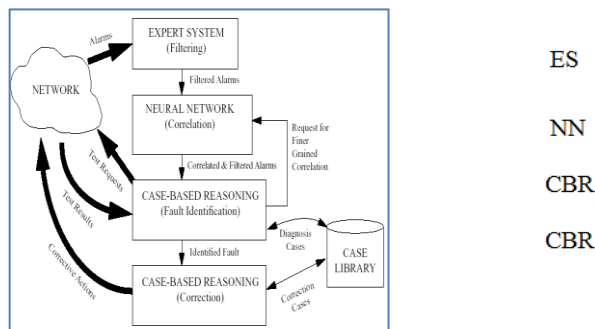 EXPERT SYSTEM
(Filtering)
Alarms
NETWORK
Filtered Alarms
NEURAL NETWORK
(Correlation)
Request for
Finer
Grained
Correlation
Correlated & Filtered Alarms
Test Requests
Test Results
CASE-BASED REASONING
(Fault Identification)
Diagnosis
Cases
CASE
LIBRARY
Identified Fault
Corrective Actions
CASE-BASED REASONING
(Correction)
Correction
Cases
ES
NN
CBR
CBR